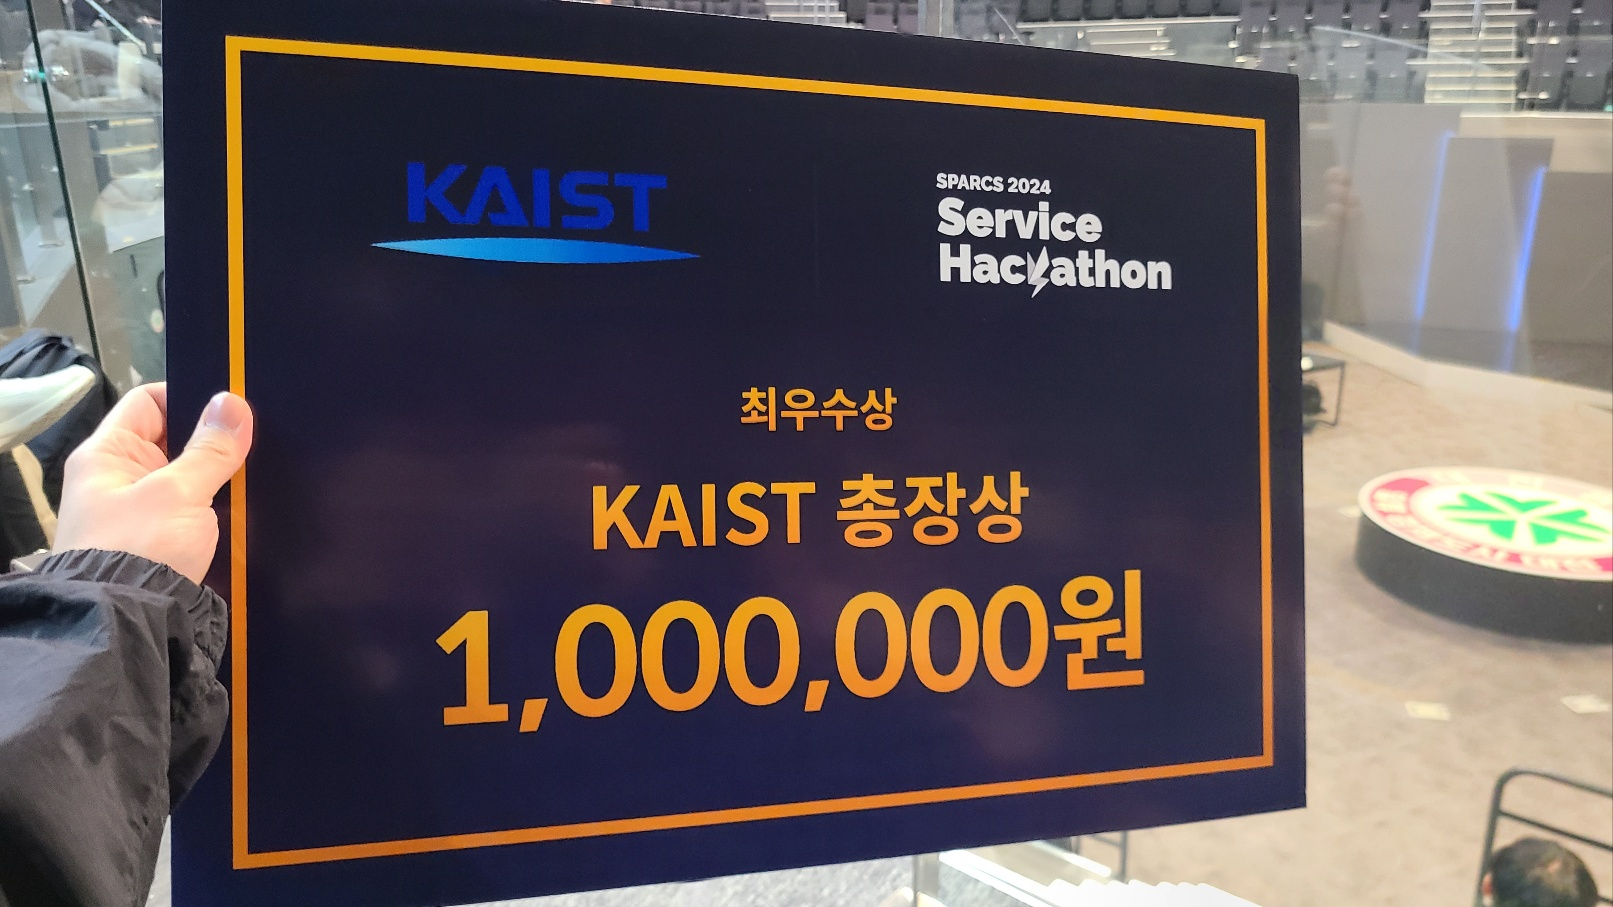 KAIST
SPARCS 2024
Service
Hackathon
최우수상
KAIST 총장상
1,000,000원